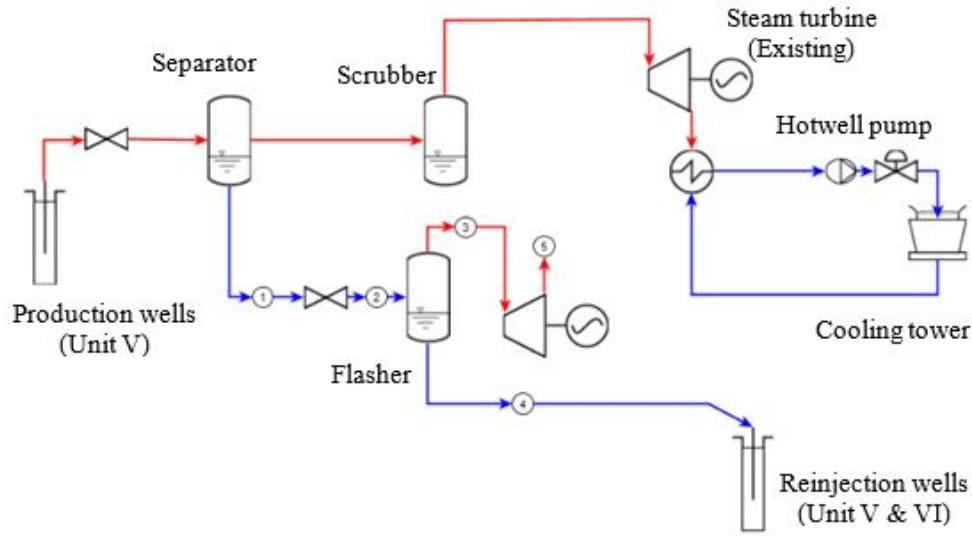 Steam turbine
(Existing)
Separator
Scrubber
Hotwell pump
3
5
1
2
Production wells
(Unit V)
Cooling tower
Flasher
4
Reinjection wells
(Unit V & VI)